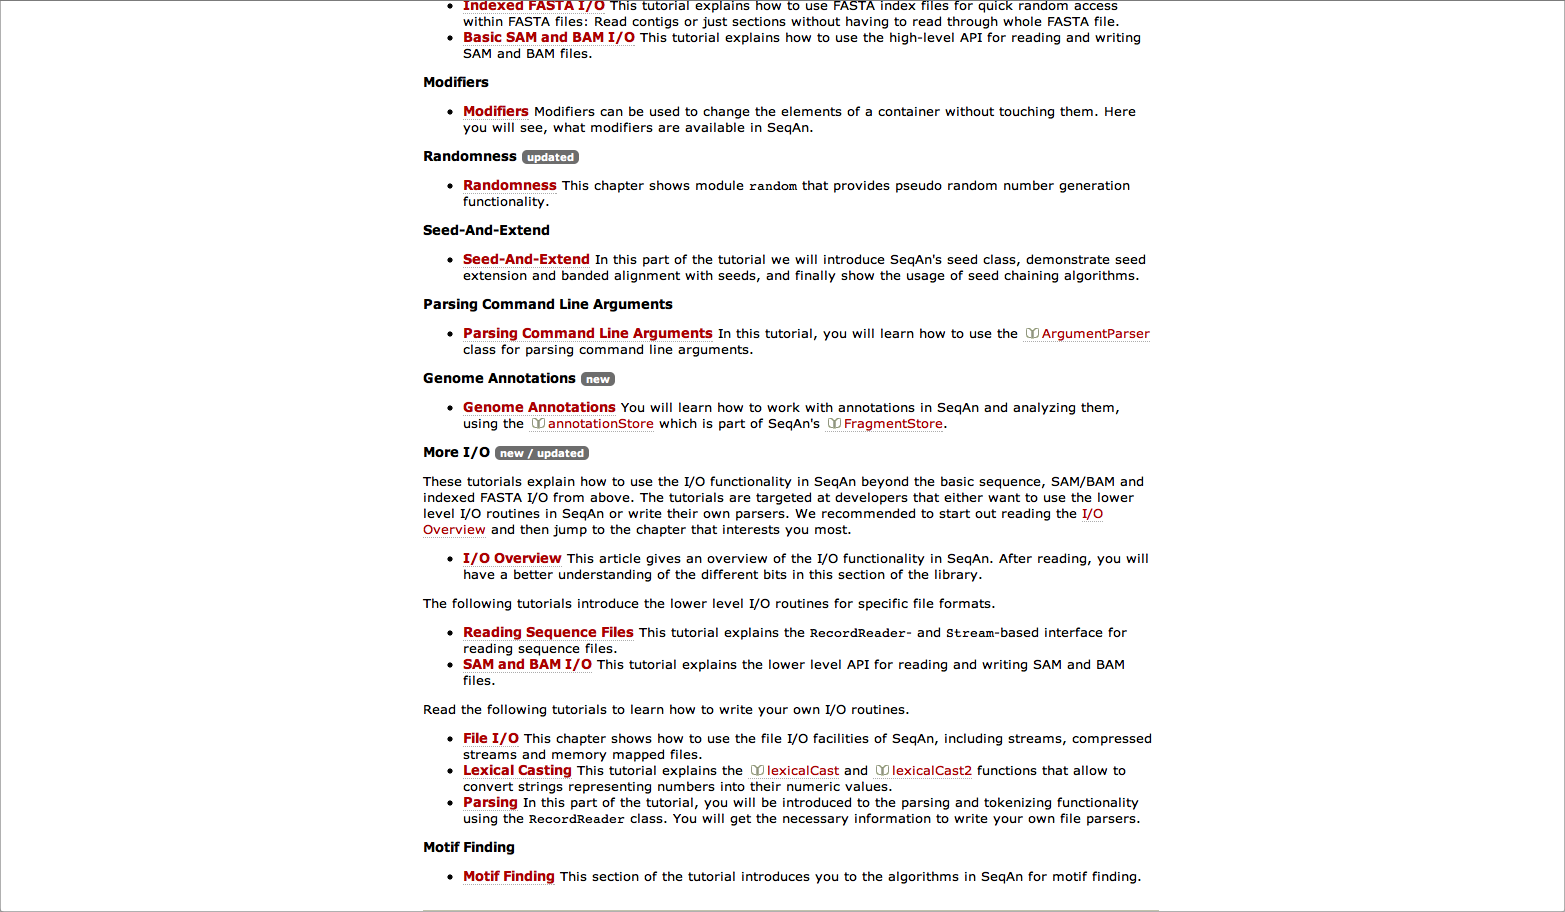 Indexed FASTA I/O This tutorial explains how to use FASTA index files for quick random access
within FASTA files: Read contigs or just sections without having to read through whole FASTA file.
Basic SAM and BAM I/O This tutorial explains how to use the high-level API for reading and writing
SAM and BAM files.
Modifiers
Modifiers Modifiers can be used to change the elements of a container without touching them. Here
you will see, what modifiers are available in SeqAn.
Randomness updated
Randomness This chapter shows module random that provides pseudo random number generation
functionality.
Seed-And-Extend
Seed-And-Extend In this part of the tutorial we will introduce SeqAn's seed class, demonstrate seed
extension and banded alignment with seeds, and finally show the usage of seed chaining algorithms.
Parsing Command Line Arguments
Parsing Command Line Arguments In this tutorial, you will learn how to use the ArgumentParser
class for parsing command line arguments.
Genome Annotations new
Genome Annotations You will learn how to work with annotations in SeqAn and analyzing them,
using the annotationStore which is part of SeqAn's FragmentStore.
More I/O new / updated
These tutorials explain how to use the I/O functionality in SeqAn beyond the basic sequence, SAM/BAM and
indexed FASTA I/O from above. The tutorials are targeted at developers that either want to use the lower
level I/O routines in SeqAn or write their own parsers. We recommended to start out reading the I/O
Overview and then jump to the chapter that interests you most.
I/O Overview This article gives an overview of the I/O functionality in SeqAn. After reading, you will
have a better understanding of the different bits in this section of the library.
The following tutorials introduce the lower level I/O routines for specific file formats.
Reading Sequence Files This tutorial explains the RecordReader- and Stream-based interface for
reading sequence files.
SAM and BAM I/O This tutorial explains the lower level API for reading and writing SAM and BAM
files.
Read the following tutorials to learn how to write your own I/O routines.
File I/O This chapter shows how to use the file I/O facilities of SeqAn, including streams, compressed
streams and memory mapped files.
Lexical Casting This tutorial explains the lexicalCast and lexicalCast2 functions that allow to
convert strings representing numbers into their numeric values.
Parsing In this part of the tutorial, you will be introduced to the parsing and tokenizing functionality
using the RecordReader class. You will get the necessary information to write your own file parsers.
Motif Finding
Motif Finding This section of the tutorial introduces you to the algorithms in SeqAn for motif finding.